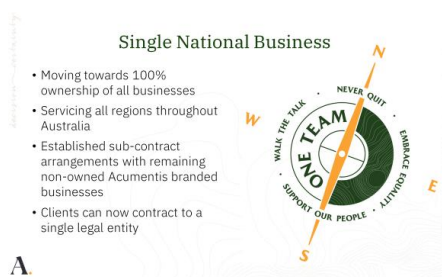 Single National Business
• Moving towards 100%
ownership of all businesses
• Servicing all regions throughout
Australia
• Established sub-contract
arrangements with remaining
non-owned Acumentis branded
businesses
• Clients can now contract to a
single legal entity
N
W
E
S
NEVER QUIT
EMBRACE EQUALITY
SUPPORT OUR PEOPLE
WALK THE TALK
ONE TEAM
A.